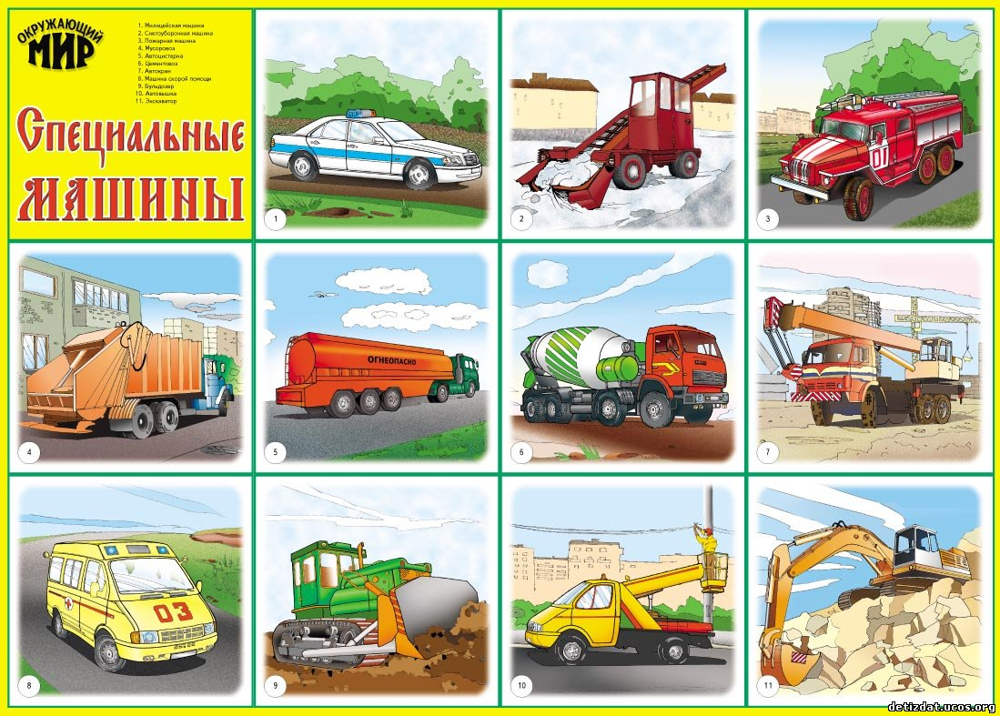 ОКРУЖАЮЩИЙ
МИР
1. Милицейская машина
2. Снегоуборочная машина
3. Пожарная машина
4. Мусоровоз
5. Автоцистерна
6. Цементовоз
7. Автокран
8. Машина скорой помощи
9. Бульдозер
10. Автовышка
11. Экскаватор
Специальные
машины
1
2
01
3
4
ОГНЕОПАСНО
5
6
7
03
8
9
10
11
detizdat.ucos.org